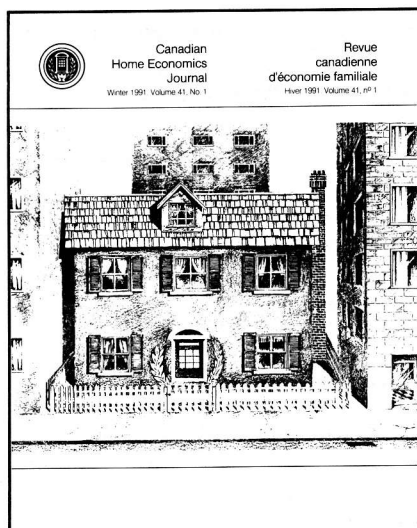 Canadian
Home Economics
Journal
Winter 1991 Volume 41, No. 1
Revue
canadienne
d'économie familiale
Hiver 1991 Volume 41, nº 1